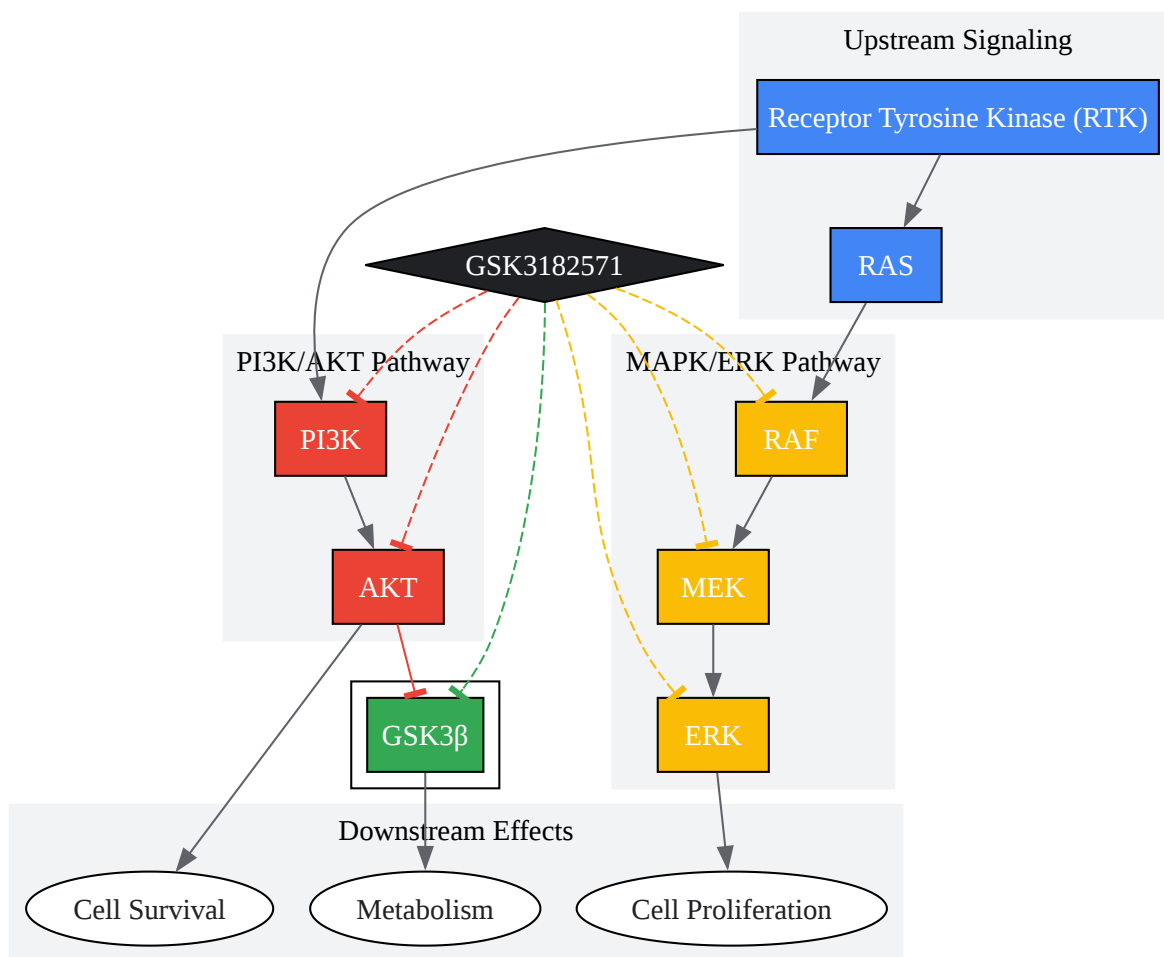 Upstream Signaling
Receptor Tyrosine Kinase (RTK)
RAS
GSK3182571
PI3K/AKT Pathway
MAPK/ERK Pathway
PI3K
RAF
AKT
MEK
GSK3β
ERK
Downstream Effects
Cell Survival
Metabolism
Cell Proliferation